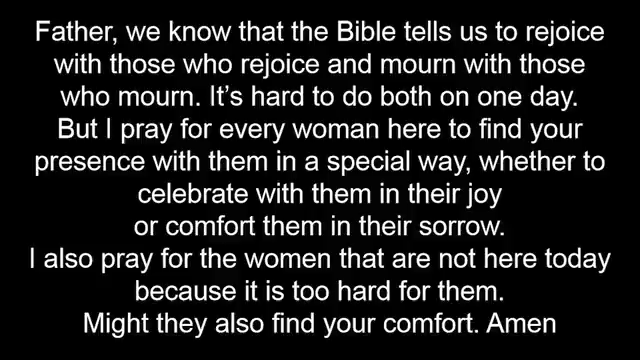 Father, we know that the Bible tells us to rejoice
with those who rejoice and mourn with those
who mourn. It’s hard to do both on one day.
But I pray for every woman here to find your
presence with them in a special way, whether to
celebrate with them in their joy
or comfort them in their sorrow.
I also pray for the women that are not here today
because it is too hard for them.
Might they also find your comfort. Amen